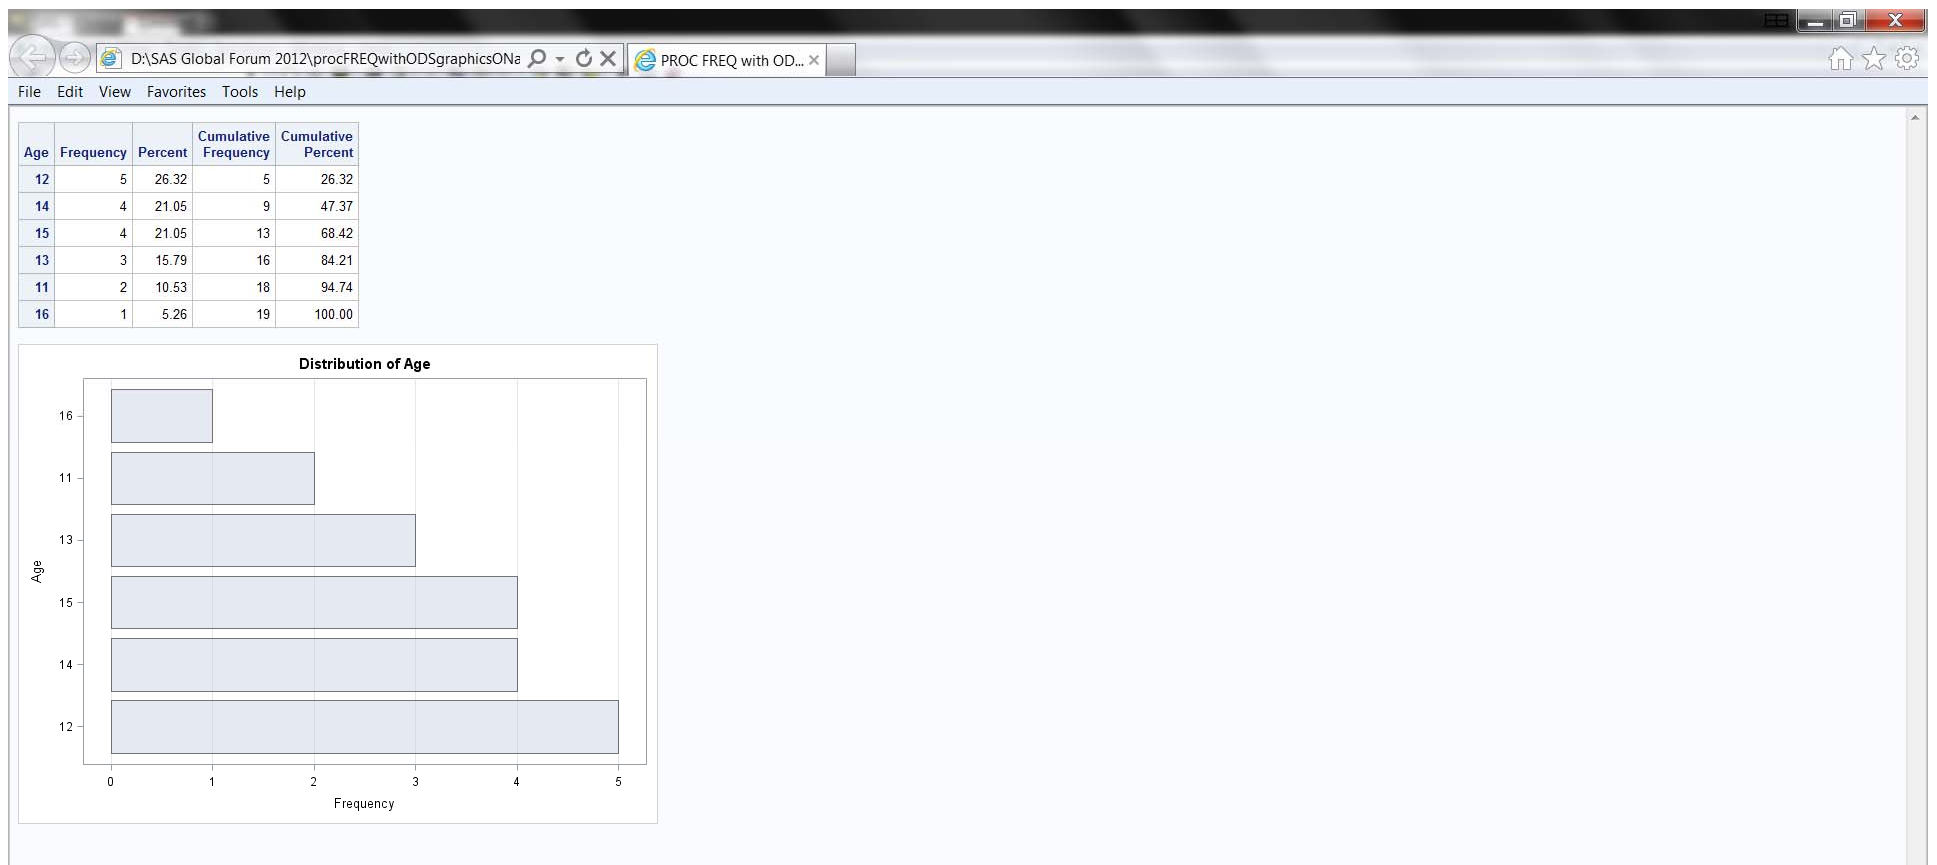 D:\SAS Global Forum 2012\procFREQwithODSgraphicsONa
PROC FREQ with OD...
File Edit View Favorites Tools Help
Age Frequency Percent Cumulative Frequency Cumulative Percent
12 5 26.32 5 26.32
14 4 21.05 9 47.37
15 4 21.05 13 68.42
13 3 15.79 16 84.21
11 2 10.53 18 94.74
16 1 5.26 19 100.00
Distribution of Age
16
11
13
Age
15
14
12
0 1 2 3 4 5
Frequency